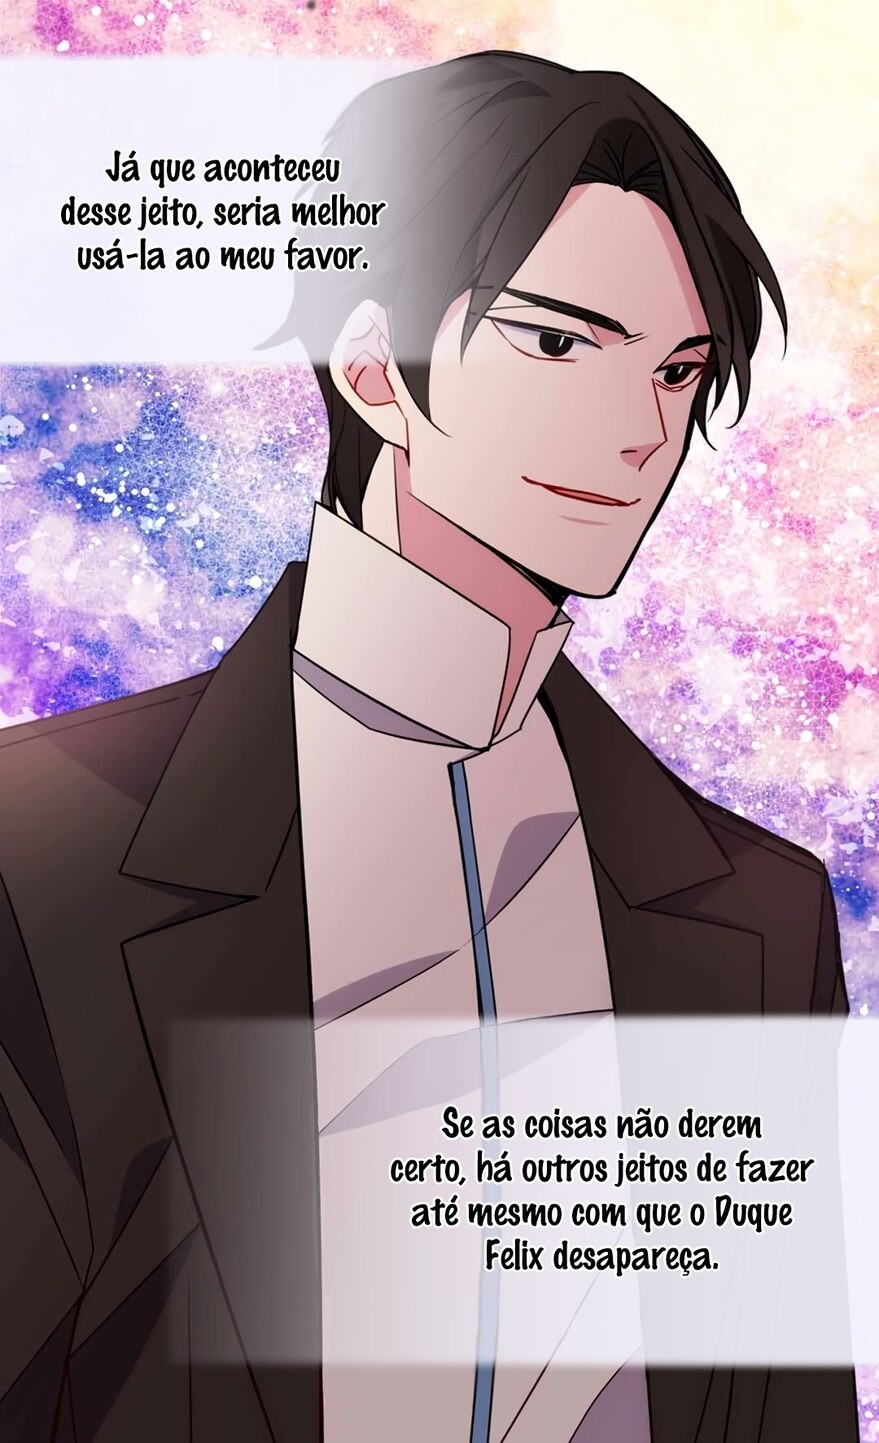 Já que aconteceu
desse jeito, seria melhor
usá-la ao meu favor.
Se as coisas não derem
certo, há outros jeitos de fazer
até mesmo com que o Duque
Felix desapareça.